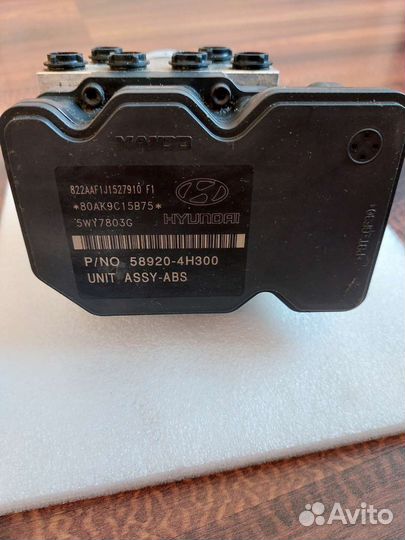 MANDO
822AAF1J1527910 F1
*80AK9C15B75*
5WY7803G
HYUNDAI
P/NO 58920-4H300
UNIT ASSY-ABS
Avito